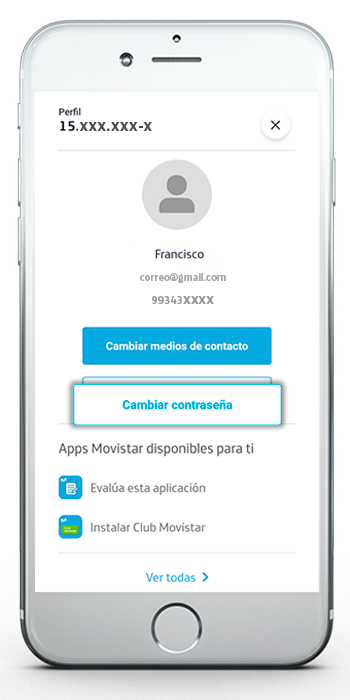 Perfil
15.XXX.XXX-X
Francisco
correo@gmail.com
99343XXXX
Cambiar medios de contacto
Cambiar contraseña
Apps Movistar disponibles para ti
Evalúa esta aplicación
Instalar Club Movistar
Ver todas